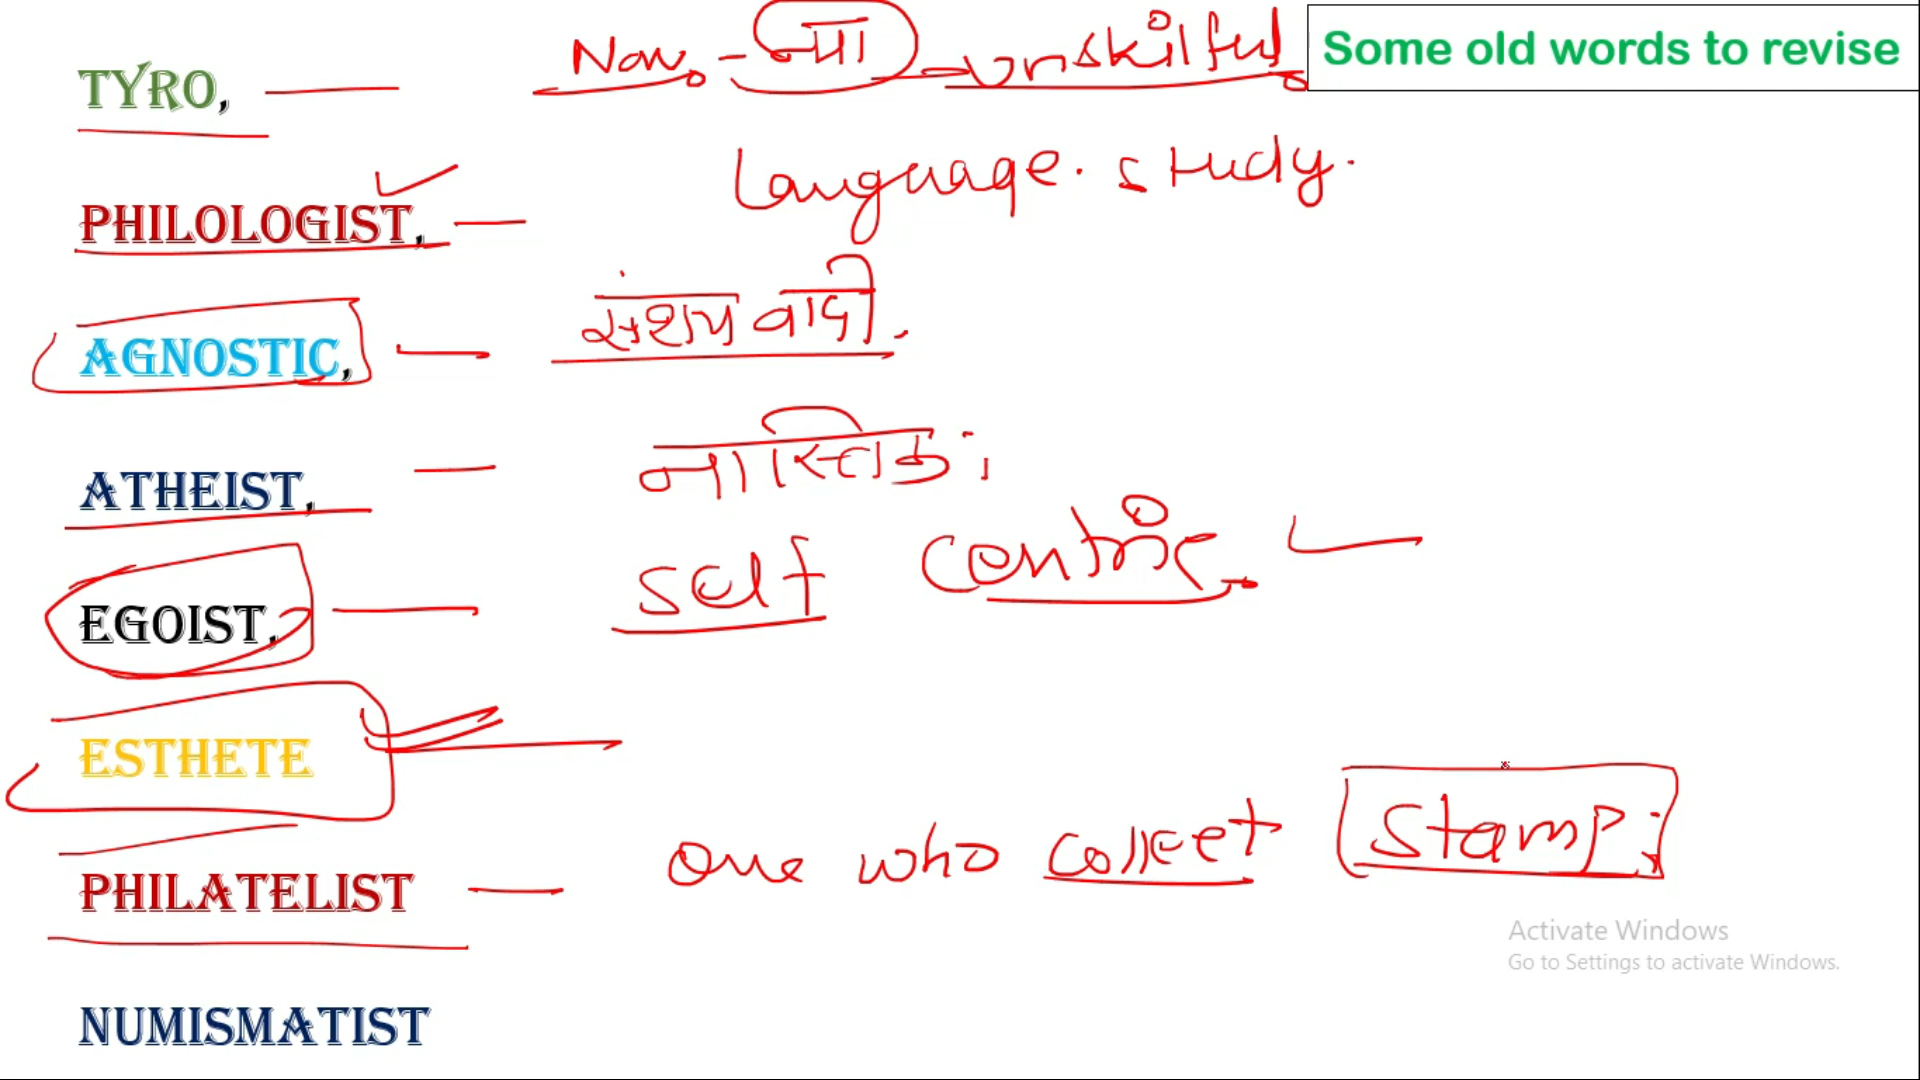 TYRO, — Now. - नया - unskilful
Some old words to revise
PHILOLOGIST, — Language. study.
AGNOSTIC, — संशयवादी.
ATHEIST, — नास्तिक
EGOIST, — self centric
ESTHETE
PHILATELIST — one who collect stamp
Activate Windows
Go to Settings to activate Windows.
NUMISMATIST